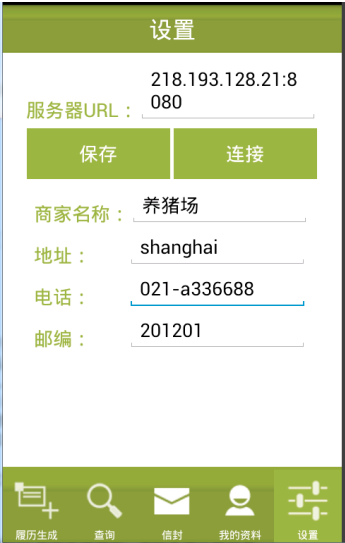 设置
218.193.128.21:8
服务器URL： 080
保存 连接
商家名称： 养猪场
地址： shanghai
电话： 021-a336688
邮编： 201201
履历生成 查询 信封 我的资料 设置